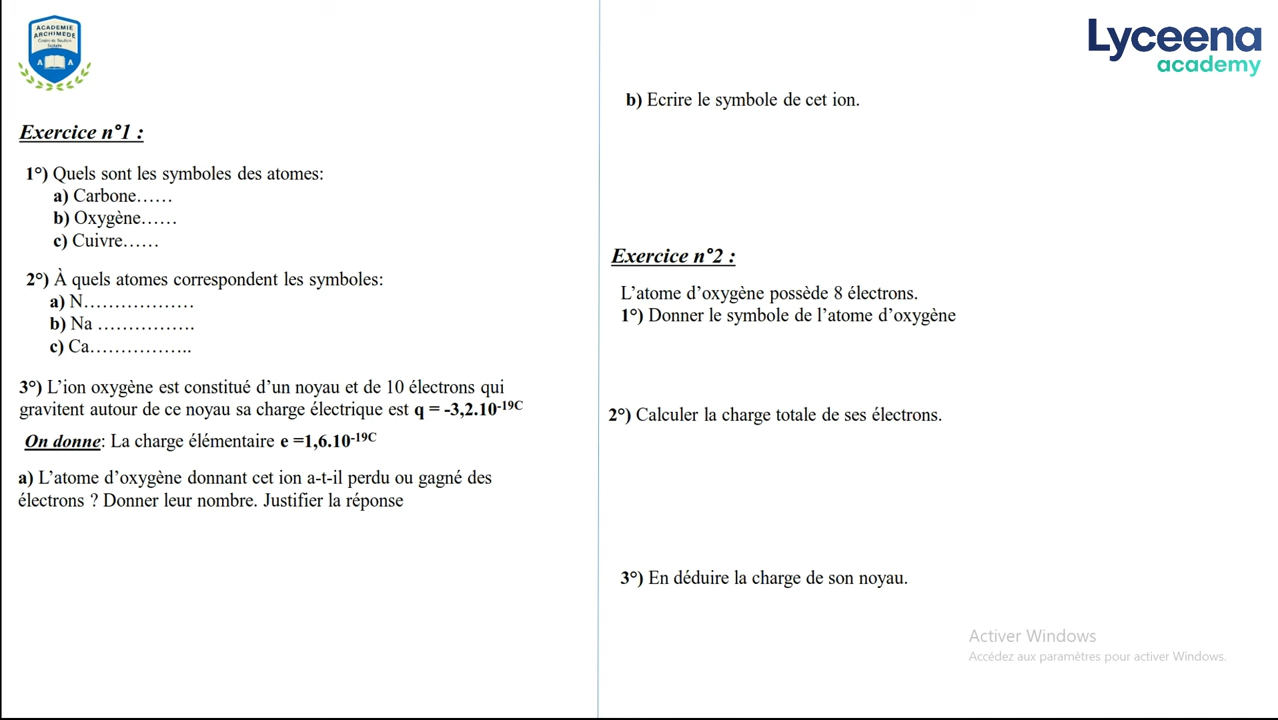 ACADEMIE
ARCHIMEDE
A A
Exercice n°1 :
1°) Quels sont les symboles des atomes:
a) Carbone……
b) Oxygène……
c) Cuivre……
2°) À quels atomes correspondent les symboles:
a) N………………
b) Na …………….
c) Ca……………..
3°) L’ion oxygène est constitué d’un noyau et de 10 électrons qui
gravitent autour de ce noyau sa charge électrique est q = -3,2.10⁻¹⁹ᶜ
On donne: La charge élémentaire e =1,6.10⁻¹⁹ᶜ
a) L’atome d’oxygène donnant cet ion a-t-il perdu ou gagné des
électrons ? Donner leur nombre. Justifier la réponse
Lyceena
academy
b) Ecrire le symbole de cet ion.
Exercice n°2 :
L’atome d’oxygène possède 8 électrons.
1°) Donner le symbole de l’atome d’oxygène
2°) Calculer la charge totale de ses électrons.
3°) En déduire la charge de son noyau.
Activer Windows
Accédez aux paramètres pour activer Windows.